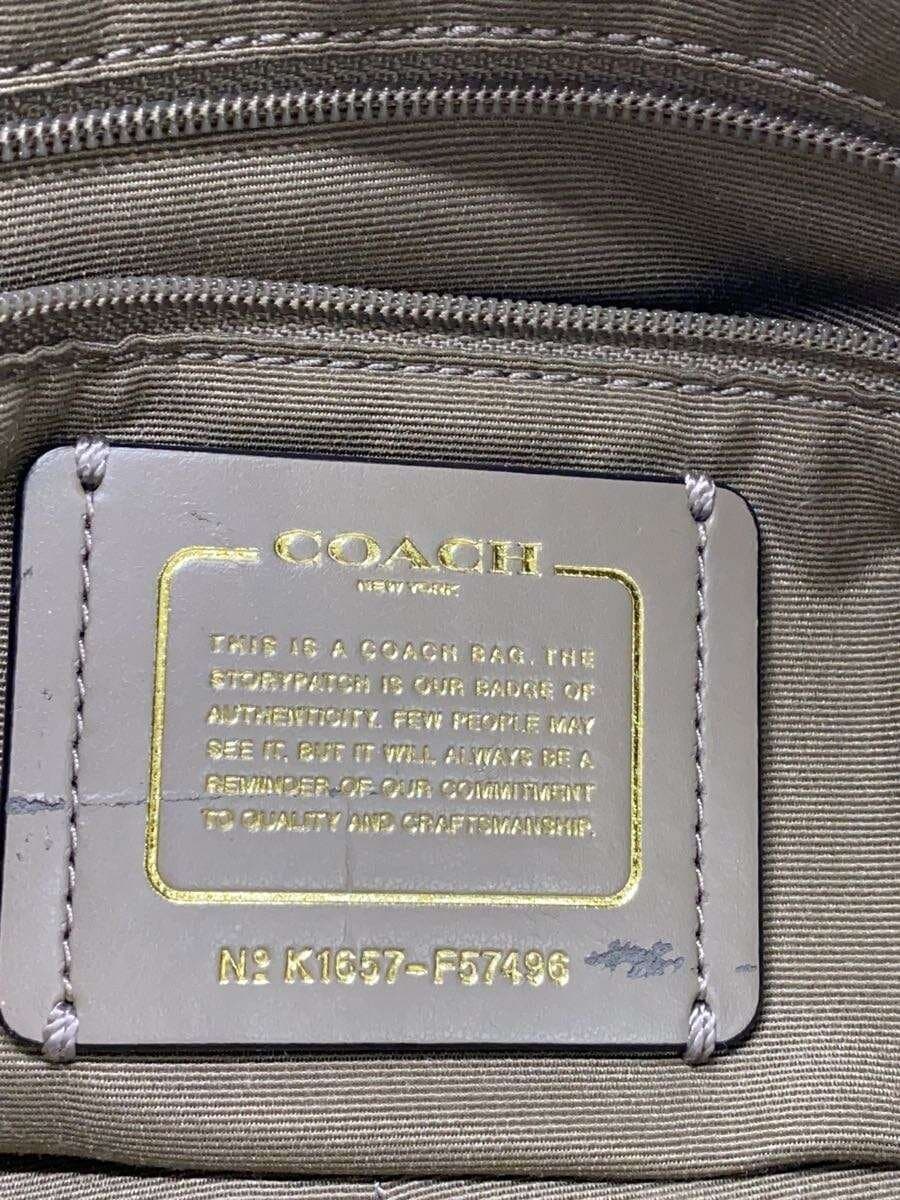 COACH
NEW YORK
THIS IS A COACH BAG. THE
STORYPATCH IS OUR BADGE OF
AUTHENTICITY. FEW PEOPLE MAY
SEE IT, BUT IT WILL ALWAYS BE A
REMINDER OF OUR COMMITMENT
TO QUALITY AND CRAFTSMANSHIP.
Nº K1657-F57496